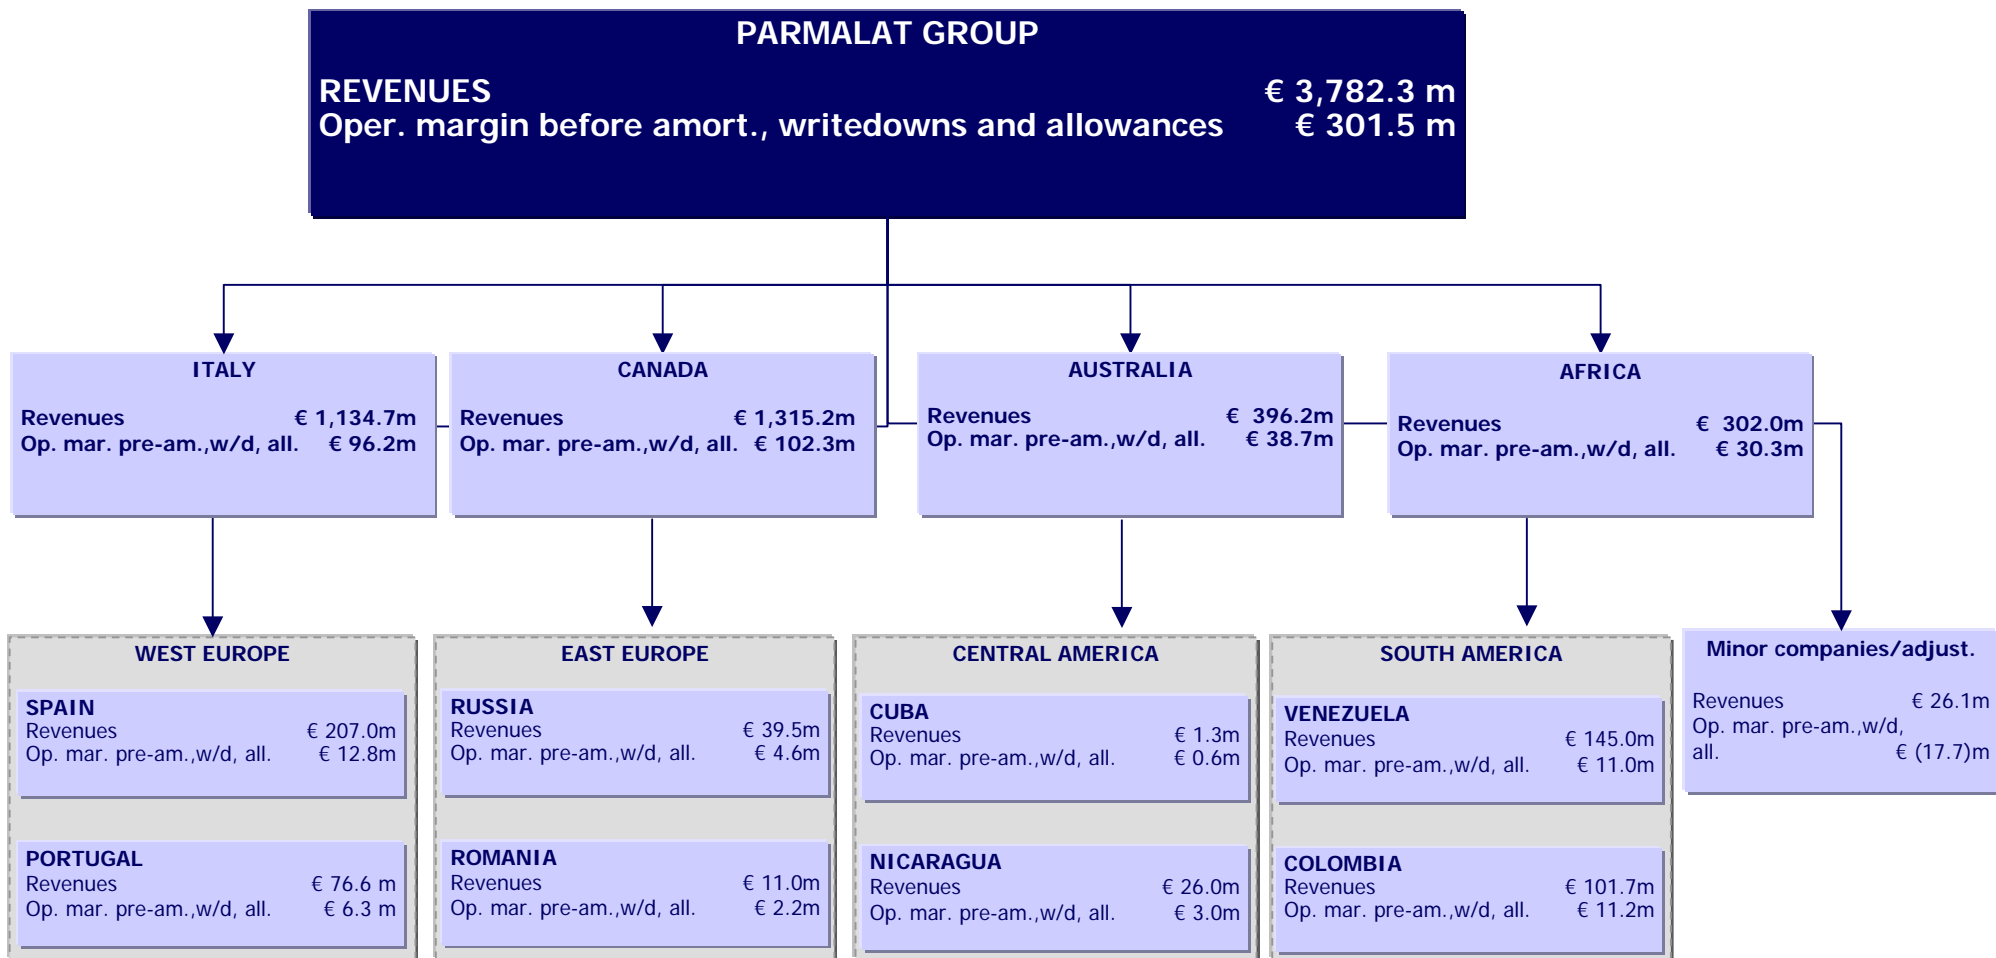 PARMALAT GROUP
REVENUES € 3,782.3 m
Oper. margin before amort., writedowns and allowances € 301.5 m
ITALY
Revenues € 1,134.7m
Op. mar. pre-am.,w/d, all. € 96.2m
CANADA
Revenues € 1,315.2m
Op. mar. pre-am.,w/d, all. € 102.3m
AUSTRALIA
Revenues € 396.2m
Op. mar. pre-am.,w/d, all. € 38.7m
AFRICA
Revenues € 302.0m
Op. mar. pre-am.,w/d, all. € 30.3m
WEST EUROPE
SPAIN
Revenues € 207.0m
Op. mar. pre-am.,w/d, all. € 12.8m
PORTUGAL
Revenues € 76.6 m
Op. mar. pre-am.,w/d, all. € 6.3 m
EAST EUROPE
RUSSIA
Revenues € 39.5m
Op. mar. pre-am.,w/d, all. € 4.6m
ROMANIA
Revenues € 11.0m
Op. mar. pre-am.,w/d, all. € 2.2m
CENTRAL AMERICA
CUBA
Revenues € 1.3m
Op. mar. pre-am.,w/d, all. € 0.6m
NICARAGUA
Revenues € 26.0m
Op. mar. pre-am.,w/d, all. € 3.0m
SOUTH AMERICA
VENEZUELA
Revenues € 145.0m
Op. mar. pre-am.,w/d, all. € 11.0m
COLOMBIA
Revenues € 101.7m
Op. mar. pre-am.,w/d, all. € 11.2m
Minor companies/adjust.
Revenues € 26.1m
Op. mar. pre-am.,w/d,
all. € (17.7)m